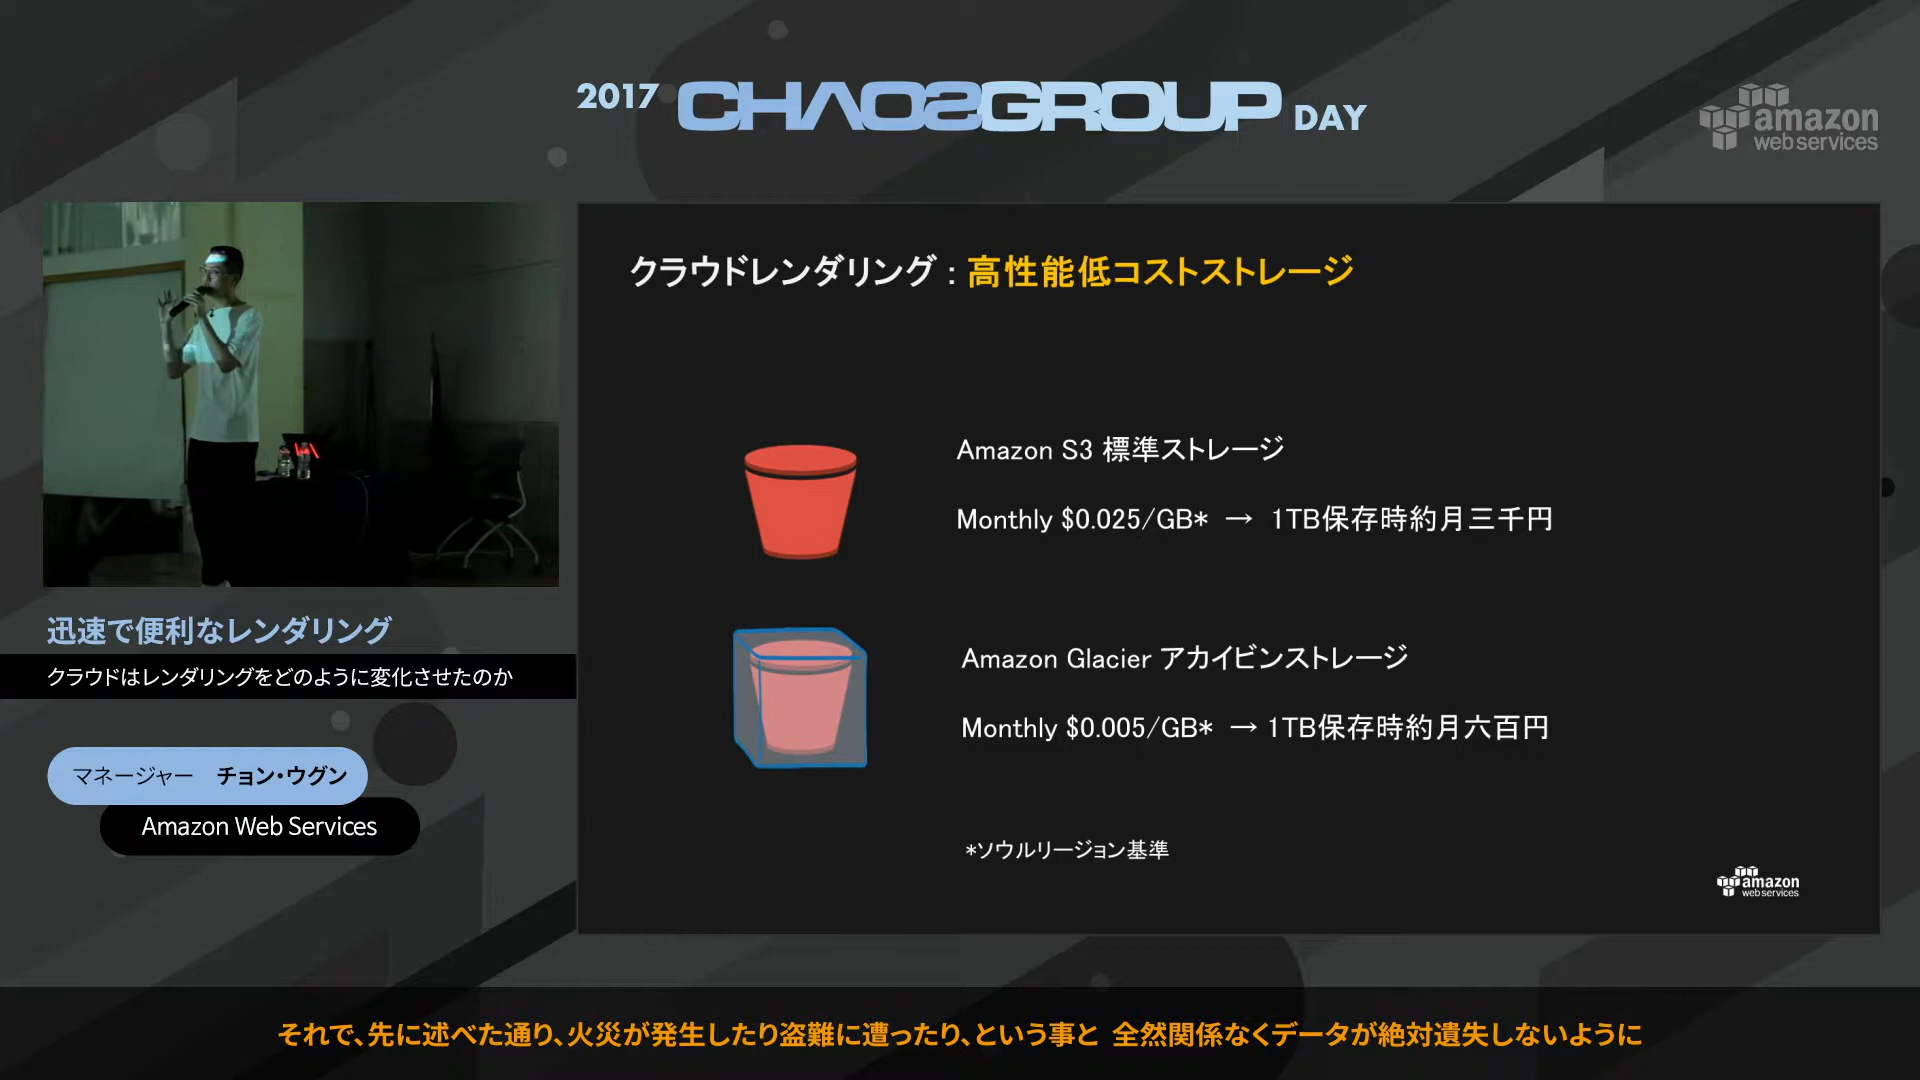 2017 CHAOSGROUP DAY
amazon
web services
クラウドレンダリング : 高性能低コストストレージ
Amazon S3 標準ストレージ
Monthly $0.025/GB* → 1TB保存時約月三千円
Amazon Glacier アカイビンストレージ
Monthly $0.005/GB* → 1TB保存時約月六百円
*ソウルリージョン基準
amazon
web services
迅速で便利なレンダリング
クラウドはレンダリングをどのように変化させたのか
マネージャー チョン・ウグン
Amazon Web Services
それで、先に述べた通り、火災が発生したり盗難に遭ったり、という事と 全然関係なくデータが絶対遺失しないように